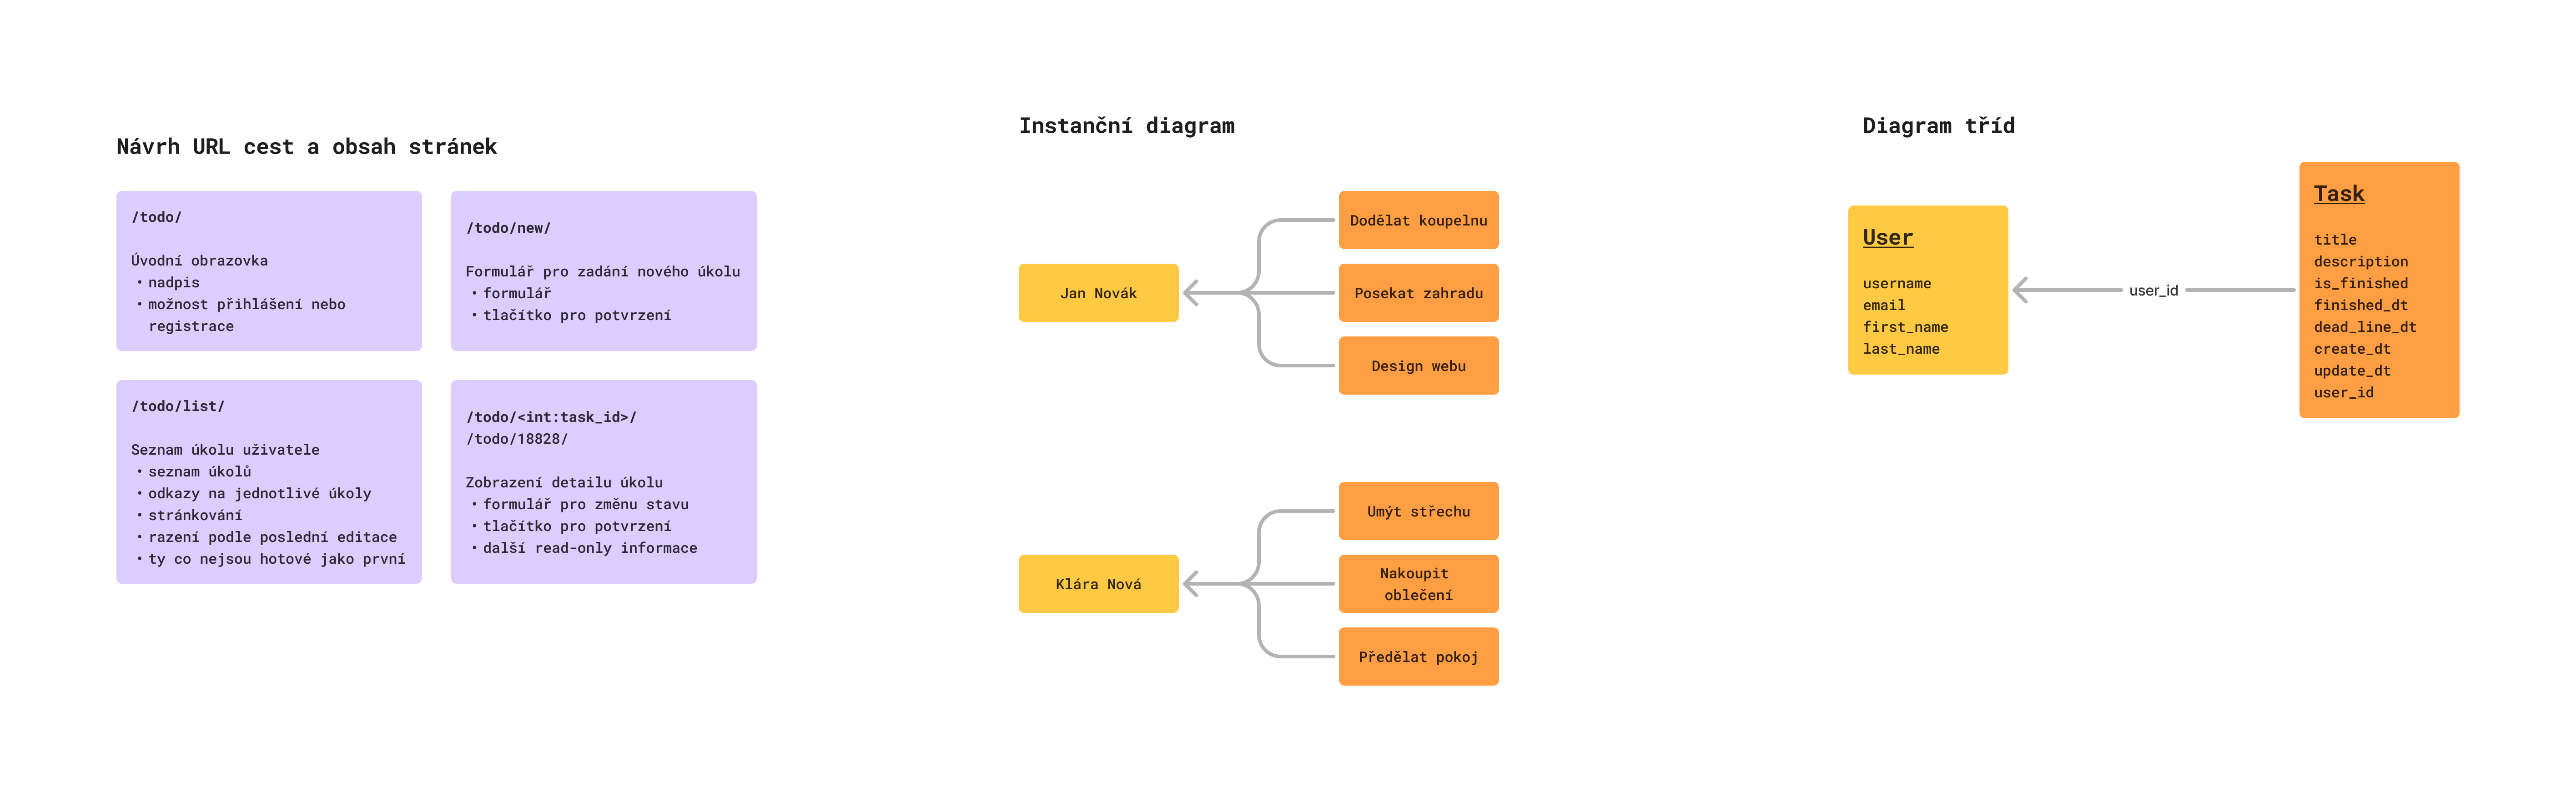 Návrh URL cest a obsah stránek
/todo/
Úvodní obrazovka
• nadpis
• možnost přihlášení nebo
registrace
/todo/new/
Formulář pro zadání nového úkolu
• formulář
• tlačítko pro potvrzení
/todo/list/
Seznam úkolu uživatele
• seznam úkolů
• odkazy na jednotlivé úkoly
• stránkování
• razení podle poslední editace
• ty co nejsou hotové jako první
/todo/<int:task_id>/
/todo/18828/
Zobrazení detailu úkolu
• formulář pro změnu stavu
• tlačítko pro potvrzení
• další read-only informace
Instanční diagram
Jan Novák
Dodělat koupelnu
Posekat zahradu
Design webu
Klára Nová
Umýt střechu
Nakoupit
oblečení
Předělat pokoj
Diagram tříd
User
username
email
first_name
last_name
user_id
Task
title
description
is_finished
finished_dt
dead_line_dt
create_dt
update_dt
user_id